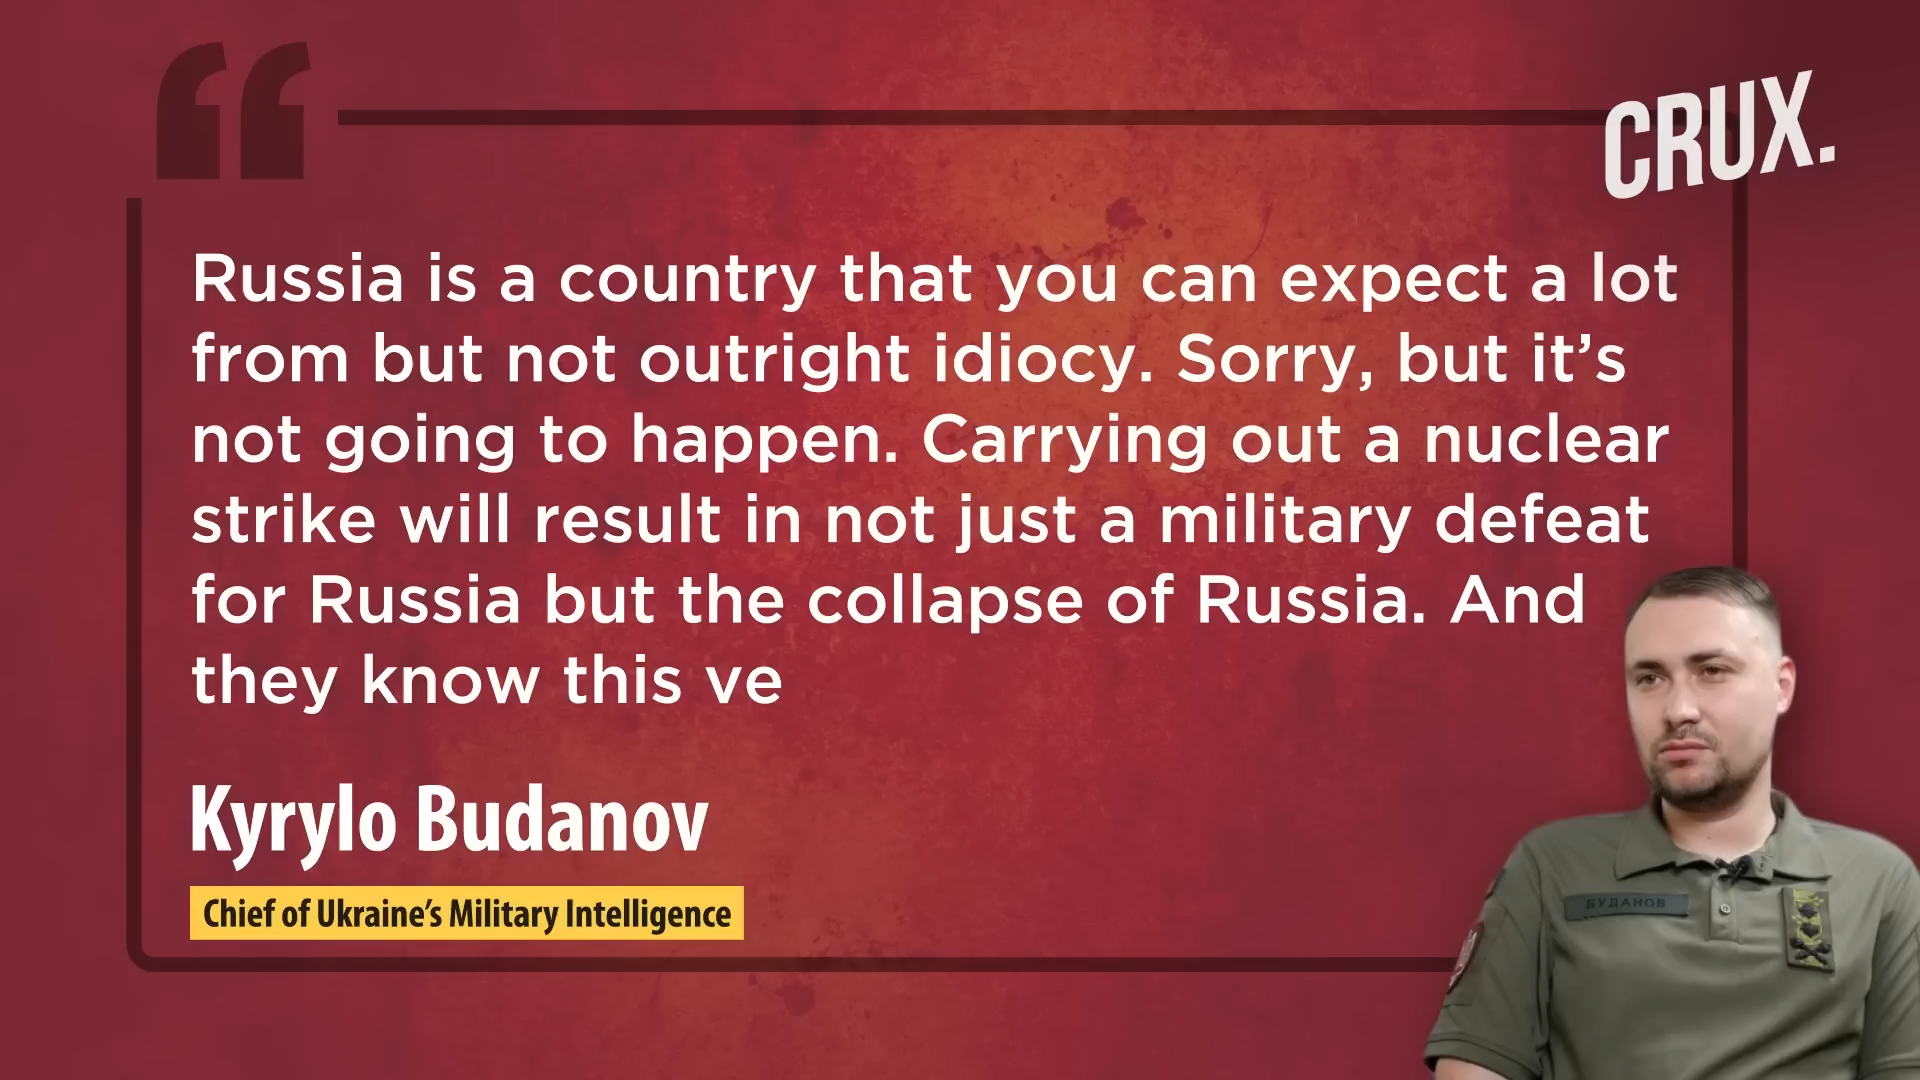 CRUX.
Russia is a country that you can expect a lot
from but not outright idiocy. Sorry, but it’s
not going to happen. Carrying out a nuclear
strike will result in not just a military defeat
for Russia but the collapse of Russia. And
they know this ve
Kyrylo Budanov
Chief of Ukraine’s Military Intelligence
БУДАНОВ